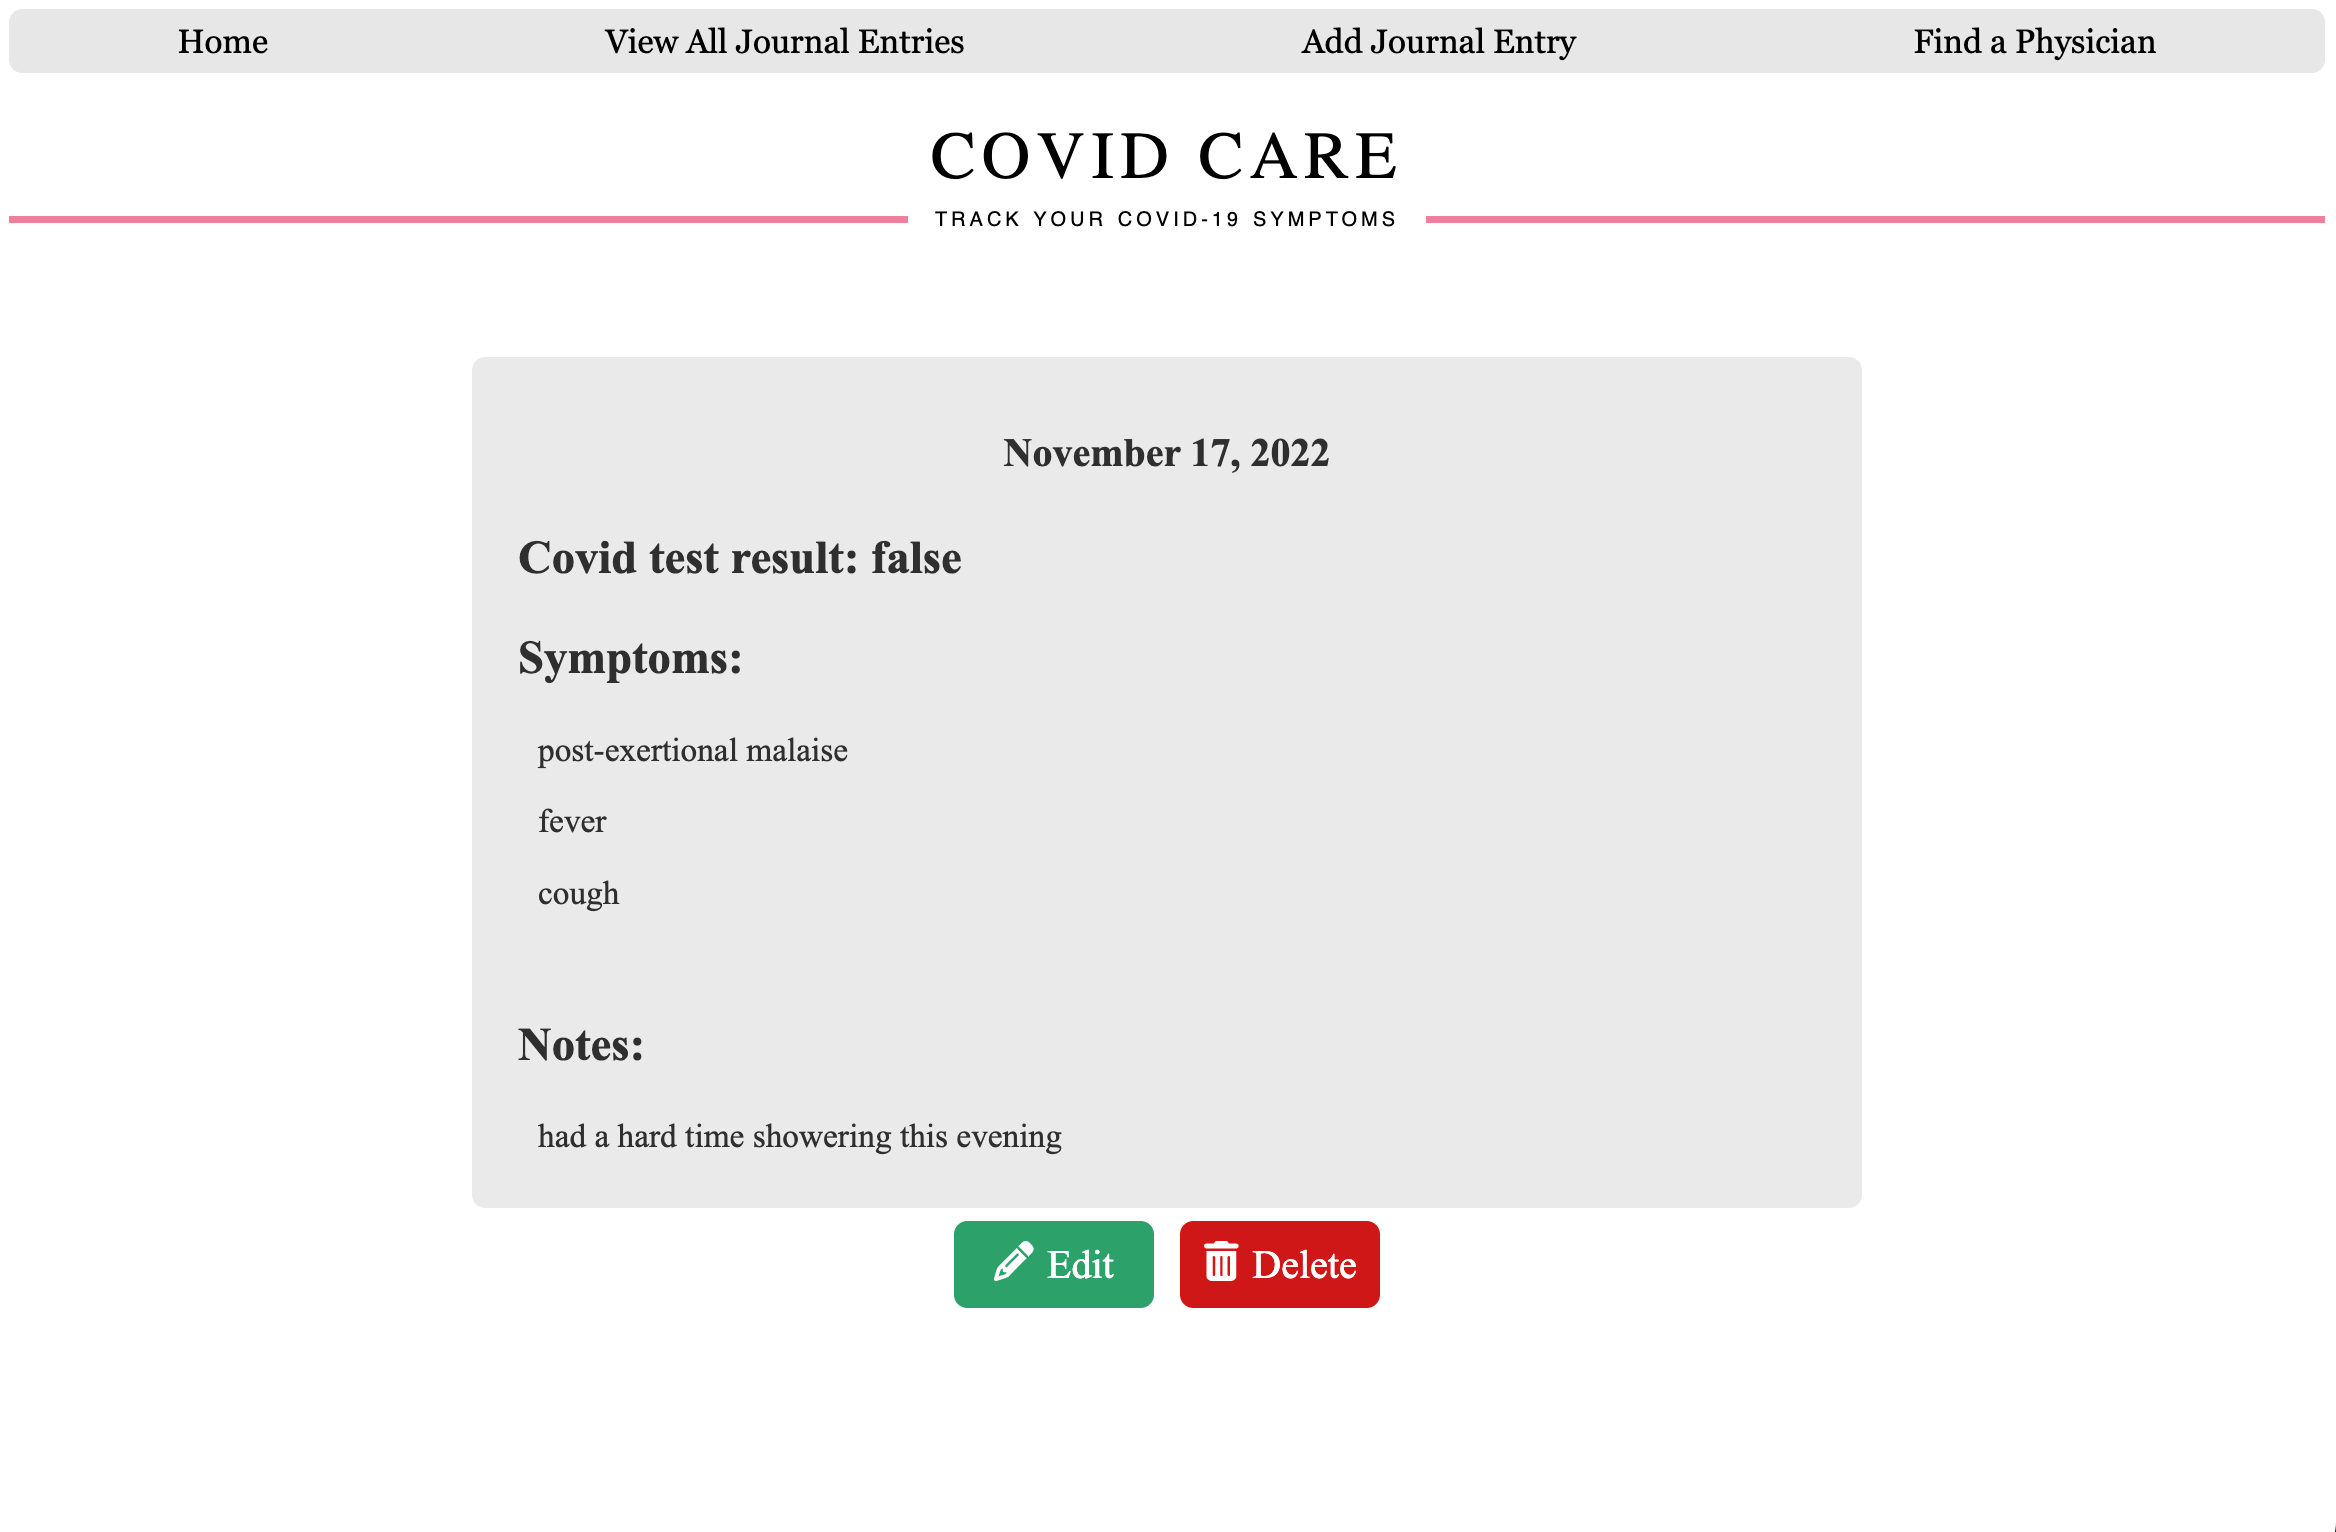 Home View All Journal Entries Add Journal Entry Find a Physician
COVID CARE
TRACK YOUR COVID-19 SYMPTOMS
November 17, 2022
Covid test result: false
Symptoms:
post-exertional malaise
fever
cough
Notes:
had a hard time showering this evening
Edit Delete